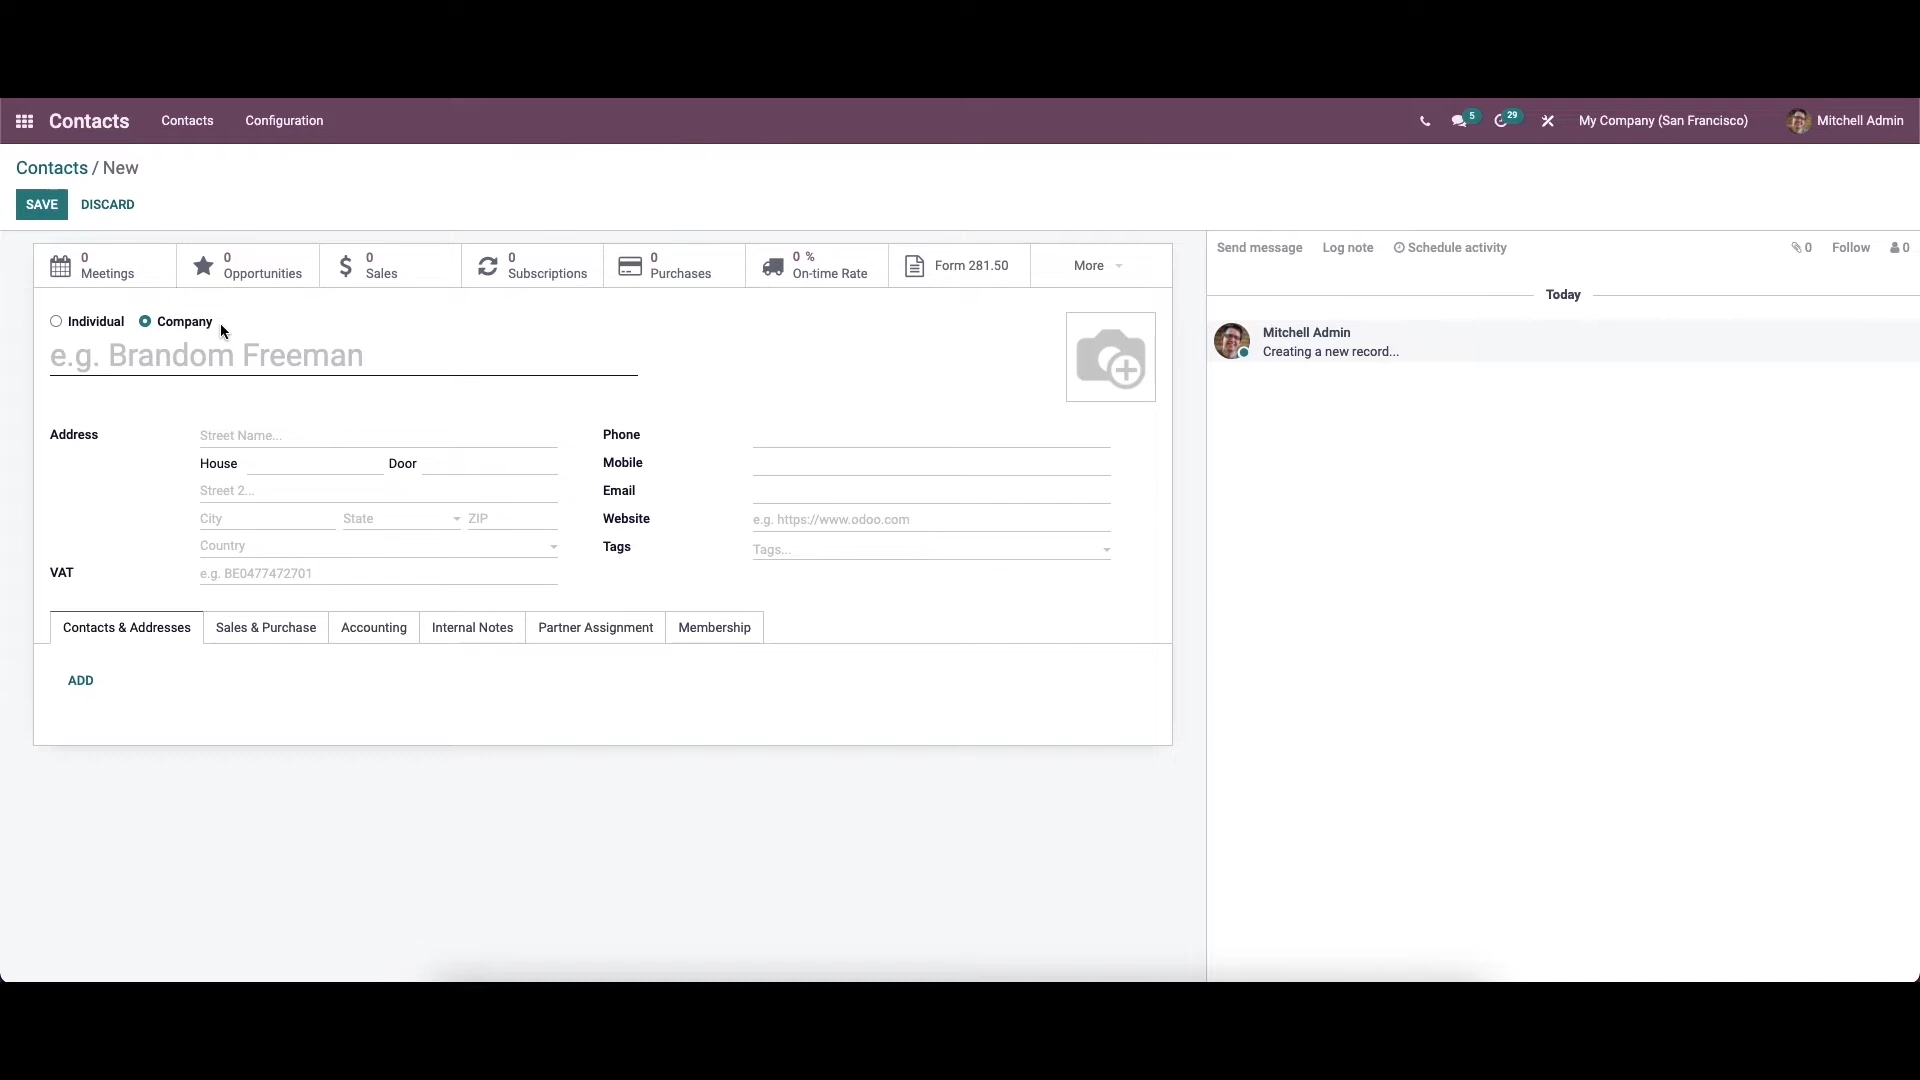 Contacts Contacts Configuration 5 29 My Company (San Francisco) Mitchell Admin
Contacts / New
SAVE DISCARD
0 Meetings
0 Opportunities
0 Sales
0 Subscriptions
0 Purchases
0 % On-time Rate
Form 281.50
More
Send message Log note Schedule activity 0 Follow 0
Today
Mitchell Admin
Creating a new record...
Individual Company
e.g. Brandom Freeman
Address Street Name...
House Door
Street 2...
City State ZIP
Country
VAT e.g. BE0477472701
Phone
Mobile
Email
Website e.g. https://www.odoo.com
Tags Tags...
Contacts & Addresses Sales & Purchase Accounting Internal Notes Partner Assignment Membership
ADD